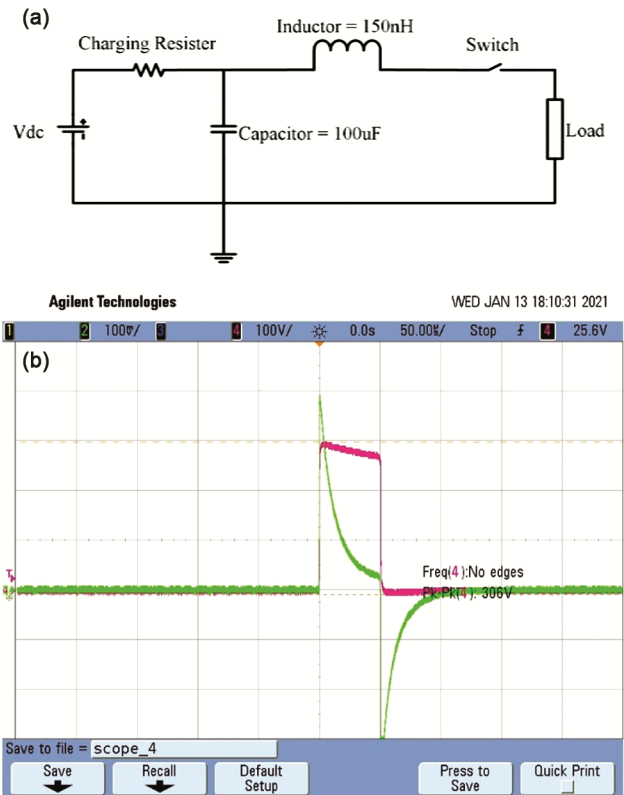 (a)
Inductor = 150nH
Charging Resister
Switch
Vdc
Capacitor = 100uF
Load
Agilent Technologies
WED JAN 13 18:10:31 2021
1 2 100▽/ 3 4 100V/ 0.0s 50.00%/ Stop 4 25.6V
(b)
T
Freq(4):No edges
Pk-Pk(4): 306V
Save to file = scope_4
Save
Recall
Default
Setup
Press to
Save
Quick Print